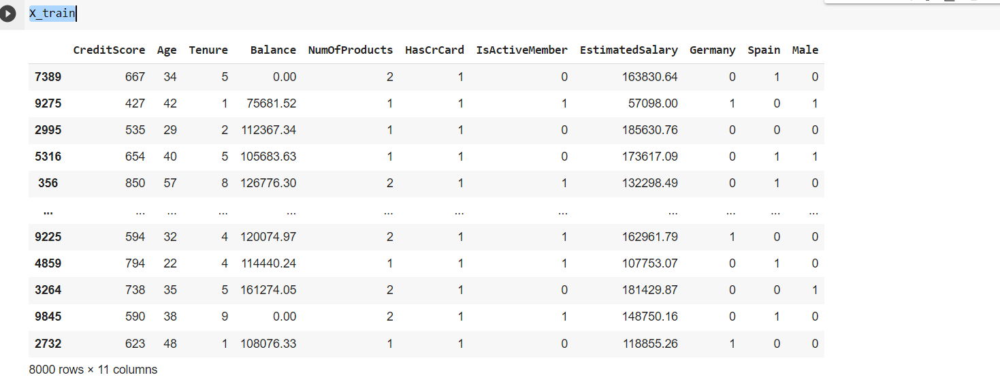 X_train
CreditScore Age Tenure Balance NumOfProducts HasCrCard IsActiveMember EstimatedSalary Germany Spain Male
7389 667 34 5 0.00 2 1 0 163830.64 0 1 0
9275 427 42 1 75681.52 1 1 1 57098.00 1 0 1
2995 535 29 2 112367.34 1 1 0 185630.76 0 0 0
5316 654 40 5 105683.63 1 1 0 173617.09 0 1 1
356 850 57 8 126776.30 2 1 1 132298.49 0 1 0
... ... ... ... ... ... ... ... ... ... ... ...
9225 594 32 4 120074.97 2 1 1 162961.79 1 0 0
4859 794 22 4 114440.24 1 1 1 107753.07 0 1 0
3264 738 35 5 161274.05 2 1 0 181429.87 0 0 1
9845 590 38 9 0.00 2 1 1 148750.16 0 1 0
2732 623 48 1 108076.33 1 1 0 118855.26 1 0 0
8000 rows × 11 columns